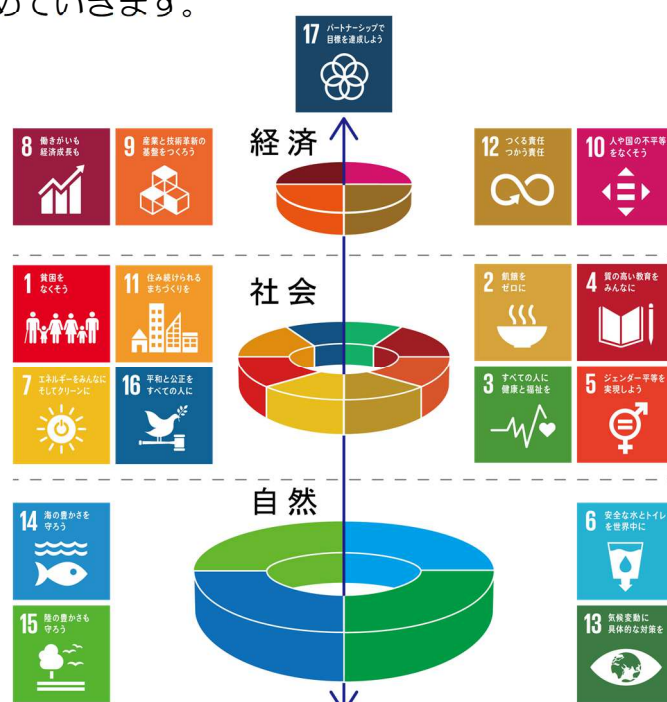 めていきます。
17 パートナーシップで
目標を達成しよう
8 働きがいも
経済成長も
9 産業と技術革新の
基盤をつくろう
経済
12 つくる責任
つかう責任
10 人や国の不平等
をなくそう
1 貧困を
なくそう
11 住み続けられる
まちづくりを
社会
2 飢餓を
ゼロに
4 質の高い教育を
みんなに
7 エネルギーをみんなに
そしてクリーンに
16 平和と公正を
すべての人に
3 すべての人に
健康と福祉を
5 ジェンダー平等を
実現しよう
自然
14 海の豊かさを
守ろう
6 安全な水とトイレ
を世界中に
15 陸の豊かさも
守ろう
13 気候変動に
具体的な対策を